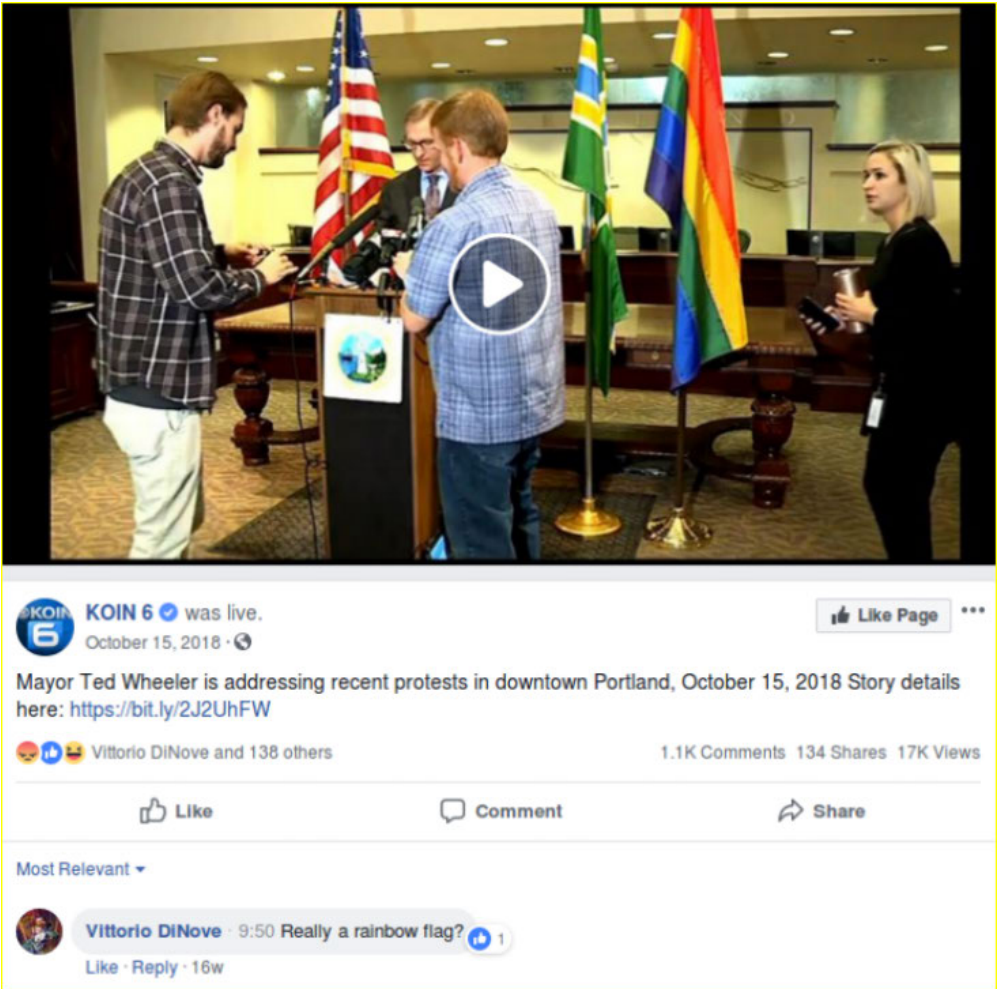 KOIN 6 was live.
Like Page
October 15, 2018
Mayor Ted Wheeler is addressing recent protests in downtown Portland, October 15, 2018 Story details
here: https://bit.ly/2J2UhFW
Vittorio DiNove and 138 others
1.1K Comments 134 Shares 17K Views
Like
Comment
Share
Most Relevant
Vittorio DiNove · 9:50 Really a rainbow flag?
1
Like · Reply · 16w
KOIN
6